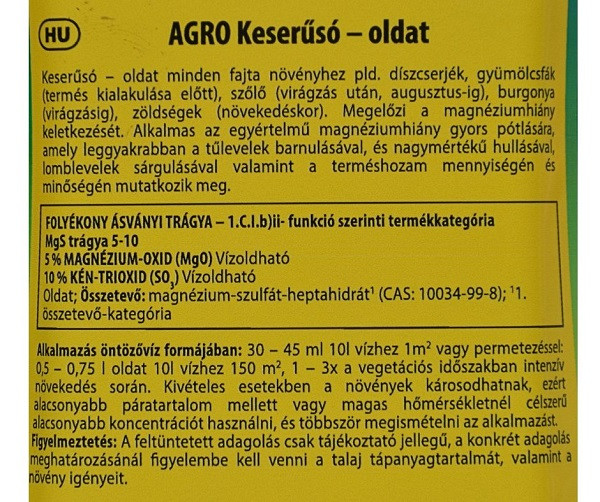 HU
AGRO Keserűsó – oldat
Keserűsó – oldat minden fajta növényhez pld. díszcserjék, gyümölcsfák
(termés kialakulása előtt), szőlő (virágzás után, augusztus-ig), burgonya
(virágzásig), zöldségek (növekedéskor). Megelőzi a magnéziumhiány
keletkezését. Alkalmas az egyértelmű magnéziumhiány gyors pótlására,
amely leggyakrabban a tűlevelek barnulásával, és nagymértékű hullásával,
lomblevelek sárgulásával valamint a terméshozam mennyiségén és
minőségén mutatkozik meg.
FOLYÉKONY ÁSVÁNYI TRÁGYA – 1.C.I.b)ii- funkció szerinti termékkategória
MgS trágya 5-10
5 % MAGNÉZIUM-OXID (MgO) Vízoldható
10 % KÉN-TRIOXID (SO₃) Vízoldható
Oldat; Összetevő: magnézium-szulfát-heptahidrát¹ (CAS: 10034-99-8); ¹1.
összetevő-kategória
Alkalmazás öntözővíz formájában: 30 – 45 ml 10l vízhez 1m² vagy permetezéssel:
0,5 – 0,75 l oldat 10l vízhez 150 m², 1 – 3x a vegetációs időszakban intenzív
növekedés során. Kivételes esetekben a növények károsodhatnak, ezért
alacsonyabb páratartalom mellett vagy magas hőmérsékletnél célszerű
alacsonyabb koncentrációt használni, és többször megismételni az alkalmazást.
Figyelmeztetés: A feltüntetett adagolás csak tájékoztató jellegű, a konkrét adagolás
meghatározásánál figyelembe kell venni a talaj tápanyagtartalmát, valamint a
növény igényeit.